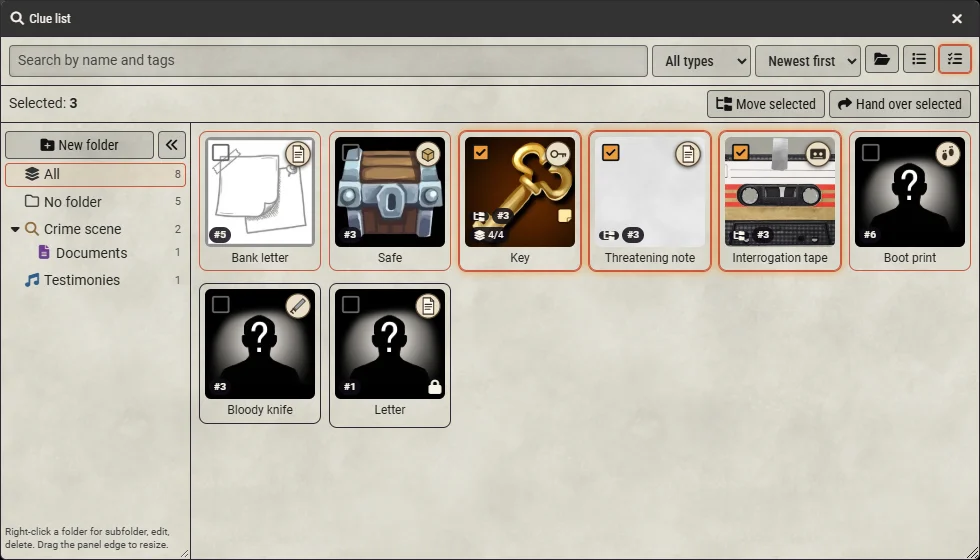 Clue list
Search by name and tags
All types
Newest first
Selected: 3
Move selected
Hand over selected
New folder
All 8
No folder 5
Crime scene 2
Documents 1
Testimonies 1
#5
Bank letter
#3
Safe
#3
4/4
Key
#3
Threatening note
#3
Interrogation tape
?
#6
Boot print
?
#3
Bloody knife
?
#1
Letter
Right-click a folder for subfolder, edit,
delete. Drag the panel edge to resize.